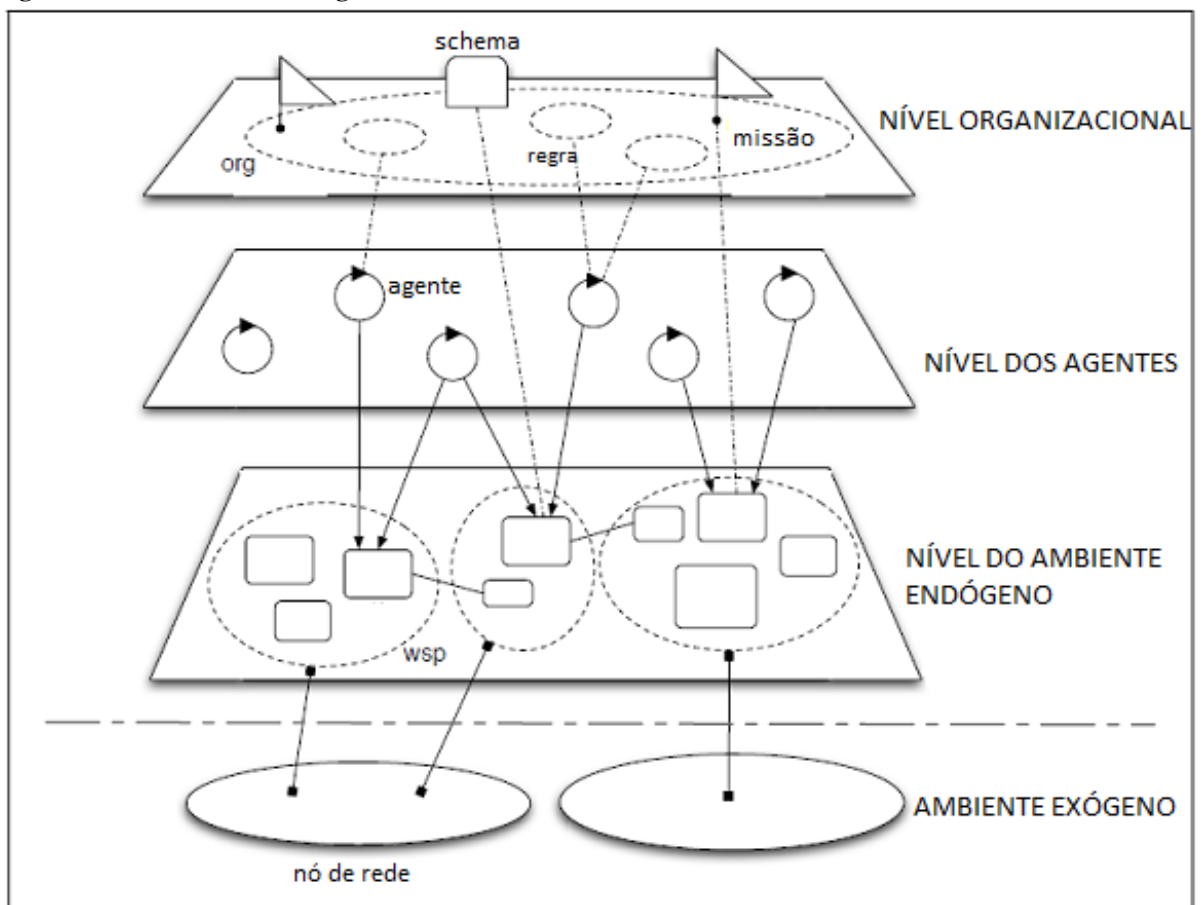 schema
NÍVEL ORGANIZACIONAL
missão
regra
org
agente
NÍVEL DOS AGENTES
NÍVEL DO AMBIENTE
ENDÓGENO
wsp
AMBIENTE EXÓGENO
nó de rede